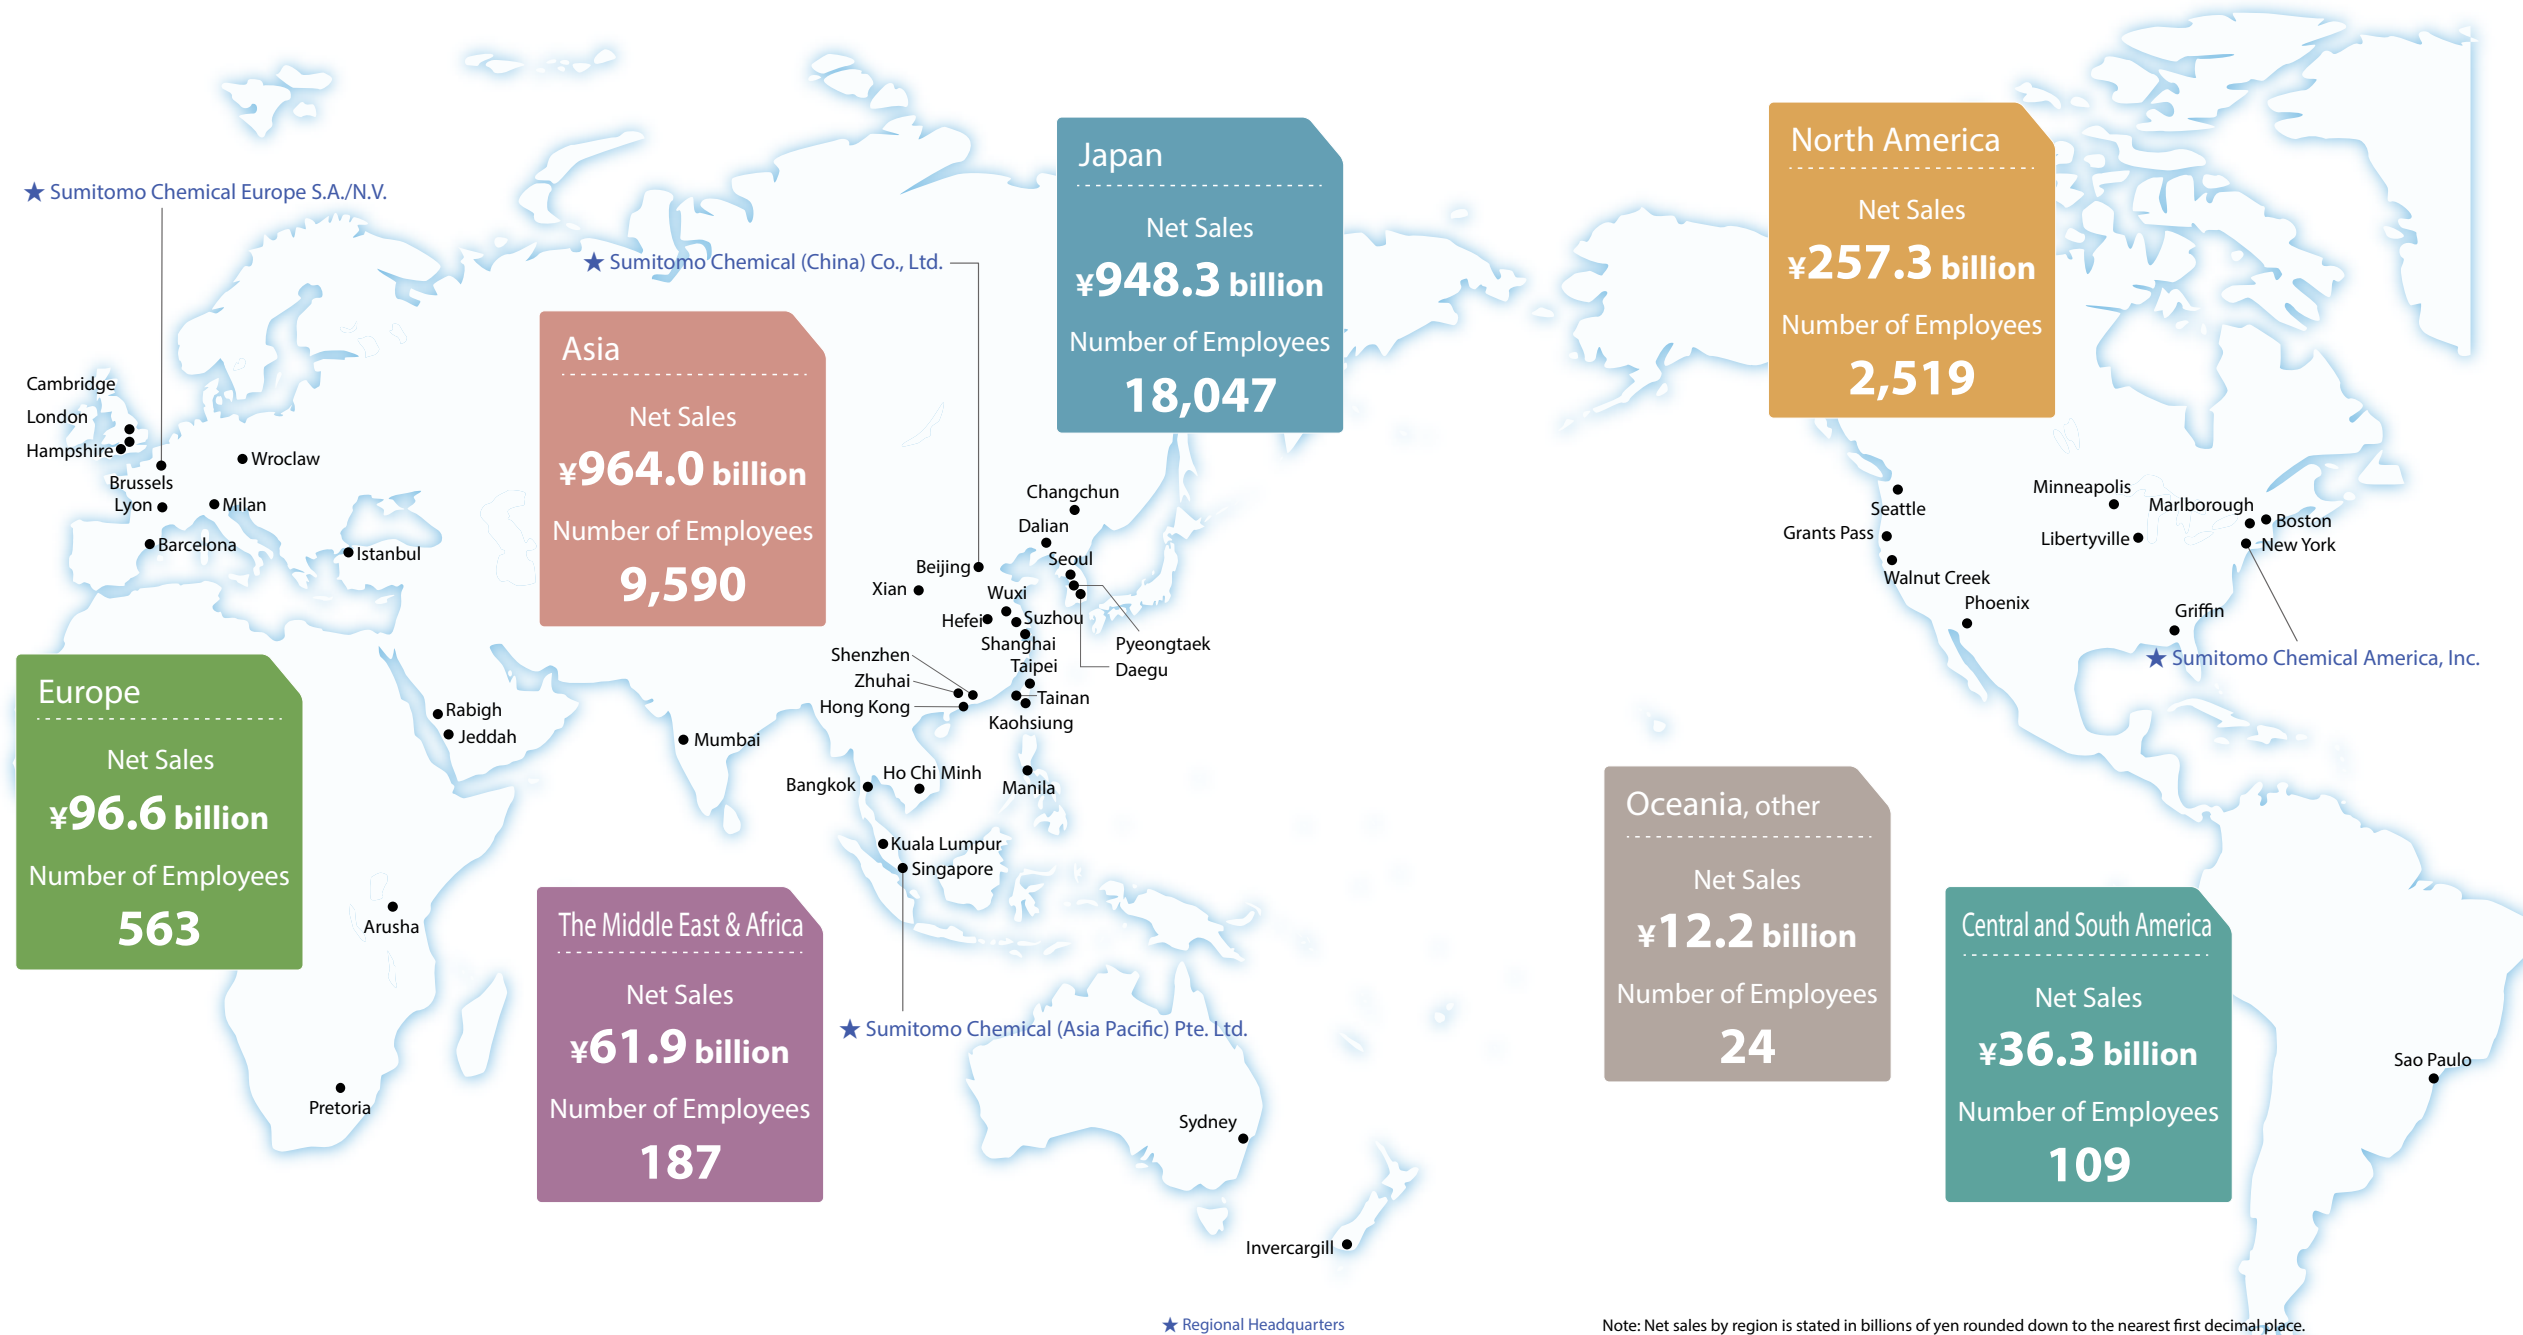 ★ Sumitomo Chemical Europe S.A./N.V.
Cambridge
London
Hampshire
Brussels
Lyon
Wroclaw
Milan
Barcelona
Istanbul
Europe
Net Sales
¥96.6 billion
Number of Employees
563
Rabigh
Jeddah
Arusha
Pretoria
★ Sumitomo Chemical (China) Co., Ltd.
Asia
Net Sales
¥964.0 billion
Number of Employees
9,590
The Middle East & Africa
Net Sales
¥61.9 billion
Number of Employees
187
Japan
Net Sales
¥948.3 billion
Number of Employees
18,047
Changchun
Dalian
Seoul
Beijing
Xian
Wuxi
Hefei
Suzhou
Shanghai
Pyeongtaek
Daegu
Shenzhen
Taipei
Zhuhai
Tainan
Hong Kong
Kaohsiung
Mumbai
Ho Chi Minh
Bangkok
Manila
Kuala Lumpur
Singapore
★ Sumitomo Chemical (Asia Pacific) Pte. Ltd.
Sydney
Invercargill
North America
Net Sales
¥257.3 billion
Number of Employees
2,519
Seattle
Grants Pass
Walnut Creek
Phoenix
Minneapolis
Libertyville
Marlborough
Boston
New York
Griffin
★ Sumitomo Chemical America, Inc.
Oceania, other
Net Sales
¥12.2 billion
Number of Employees
24
Central and South America
Net Sales
¥36.3 billion
Number of Employees
109
Sao Paulo
★ Regional Headquarters
Note: Net sales by region is stated in billions of yen rounded down to the nearest first decimal place.